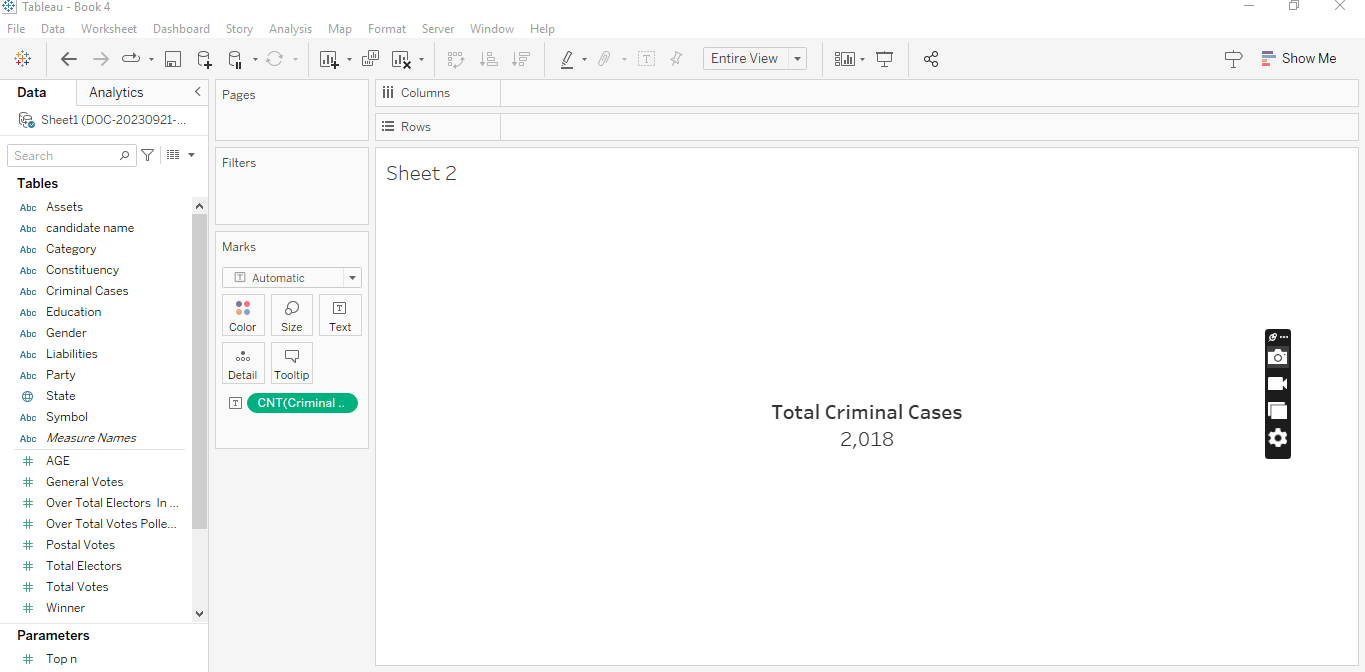 Tableau - Book 4
File Data Worksheet Dashboard Story Analysis Map Format Server Window Help
Entire View
Show Me
Data Analytics
Sheet1 (DOC-20230921-...
Search
Tables
Abc Assets
Abc candidate name
Abc Category
Abc Constituency
Abc Criminal Cases
Abc Education
Abc Gender
Abc Liabilities
Abc Party
State
Abc Symbol
Abc Measure Names
# AGE
# General Votes
# Over Total Electors In ...
# Over Total Votes Polle...
# Postal Votes
# Total Electors
# Total Votes
# Winner
Parameters
# Top n
Pages
Filters
Marks
T Automatic
Color Size T Text
Detail Tooltip
T CNT(Criminal ..
Columns
Rows
Sheet 2
Total Criminal Cases
2,018